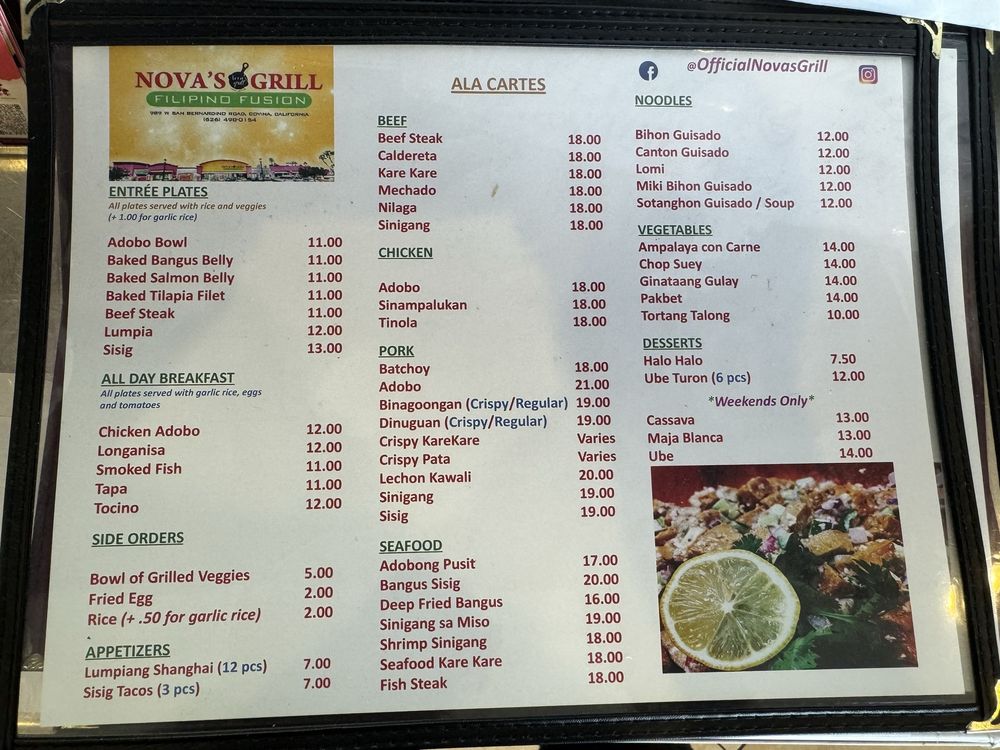 NOVA'S GRILL
FILIPINO FUSION
989 W SAN BERNARDINO ROAD, COVINA, CALIFORNIA
(626) 498-0154
ENTRÉE PLATES
All plates served with rice and veggies
(+ 1.00 for garlic rice)
Adobo Bowl 11.00
Baked Bangus Belly 11.00
Baked Salmon Belly 11.00
Baked Tilapia Filet 11.00
Beef Steak 11.00
Lumpia 12.00
Sisig 13.00
ALL DAY BREAKFAST
All plates served with garlic rice, eggs
and tomatoes
Chicken Adobo 12.00
Longanisa 12.00
Smoked Fish 11.00
Tapa 11.00
Tocino 12.00
SIDE ORDERS
Bowl of Grilled Veggies 5.00
Fried Egg 2.00
Rice (+ .50 for garlic rice) 2.00
APPETIZERS
Lumpiang Shanghai (12 pcs) 7.00
Sisig Tacos (3 pcs) 7.00
ALA CARTES
BEEF
Beef Steak 18.00
Caldereta 18.00
Kare Kare 18.00
Mechado 18.00
Nilaga 18.00
Sinigang 18.00
CHICKEN
Adobo 18.00
Sinampalukan 18.00
Tinola 18.00
PORK
Batchoy 18.00
Adobo 21.00
Binagoongan (Crispy/Regular) 19.00
Dinuguan (Crispy/Regular) 19.00
Crispy KareKare Varies
Crispy Pata Varies
Lechon Kawali 20.00
Sinigang 19.00
Sisig 19.00
SEAFOOD
Adobong Pusit 17.00
Bangus Sisig 20.00
Deep Fried Bangus 16.00
Sinigang sa Miso 19.00
Shrimp Sinigang 18.00
Seafood Kare Kare 18.00
Fish Steak 18.00
@OfficialNovasGrill
NOODLES
Bihon Guisado 12.00
Canton Guisado 12.00
Lomi 12.00
Miki Bihon Guisado 12.00
Sotanghon Guisado / Soup 12.00
VEGETABLES
Ampalaya con Carne 14.00
Chop Suey 14.00
Ginataang Gulay 14.00
Pakbet 14.00
Tortang Talong 10.00
DESSERTS
Halo Halo 7.50
Ube Turon (6 pcs) 12.00
*Weekends Only*
Cassava 13.00
Maja Blanca 13.00
Ube 14.00